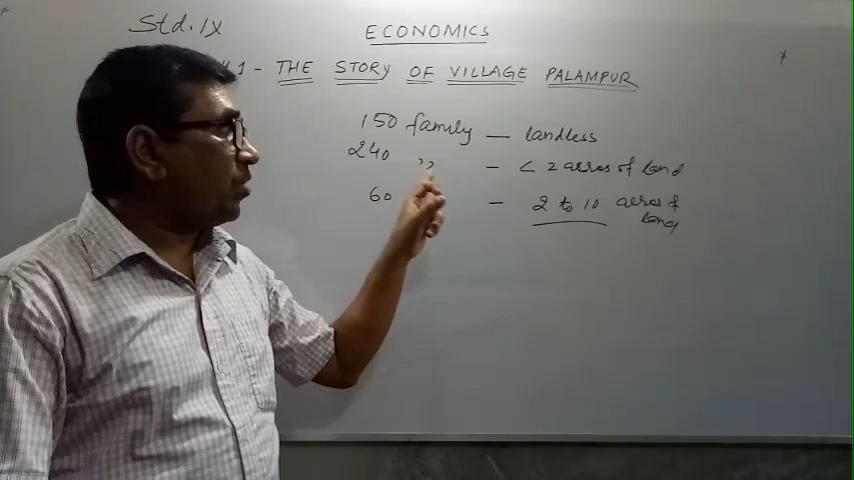 Std. IX
ECONOMICS
1 - THE STORY OF VILLAGE PALAMPUR
150 family — landless
240 " - < 2 acres of land
60 - 2 to 10 acres of
land